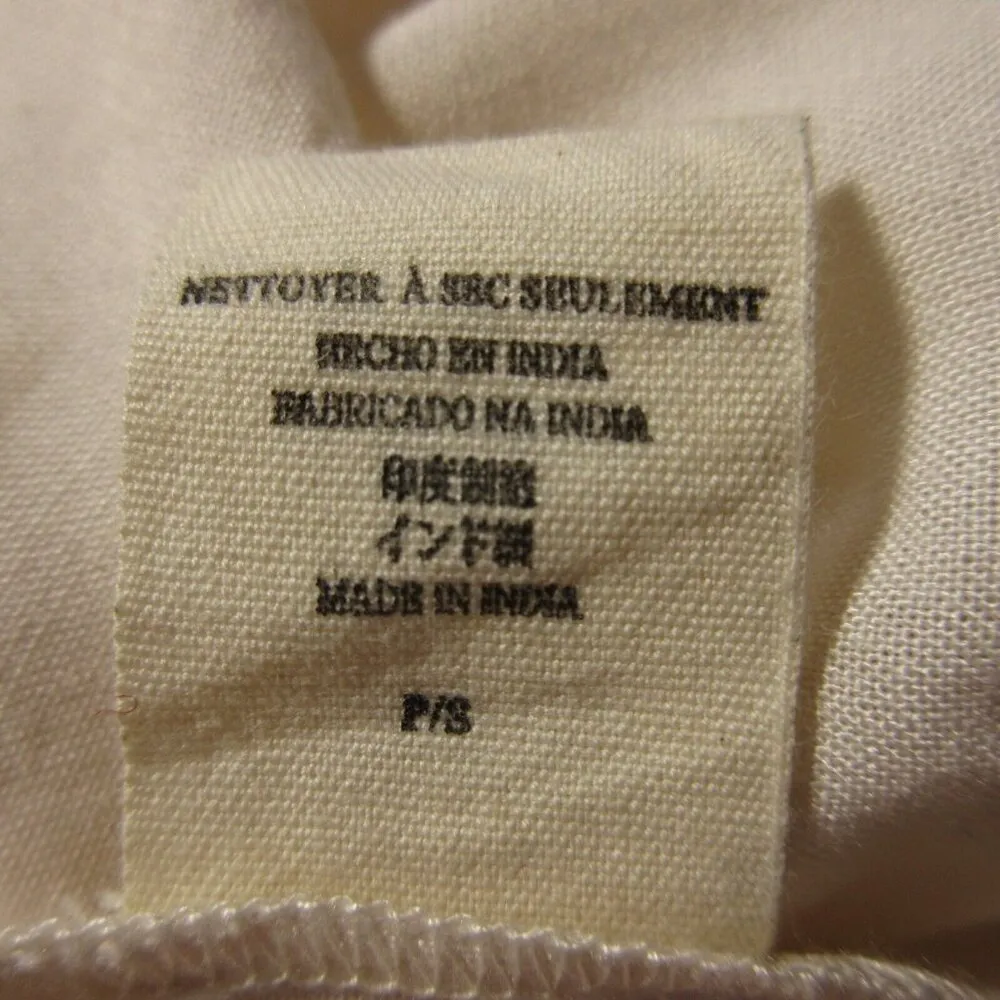 NETTOYER À SEC SEULEMENT
HECHO EN INDIA
FABRICADO NA INDIA
印度制造
インド製
MADE IN INDIA
P/S